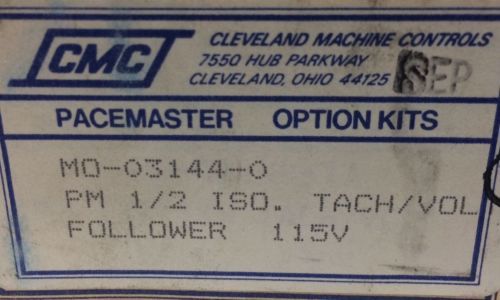 CMC
CLEVELAND MACHINE CONTROLS
7550 HUB PARKWAY
CLEVELAND, OHIO 44125
SEP
PACEMASTER OPTION KITS
MO-03144-0
PM 1/2 ISO. TACH/VOL
FOLLOWER 115V